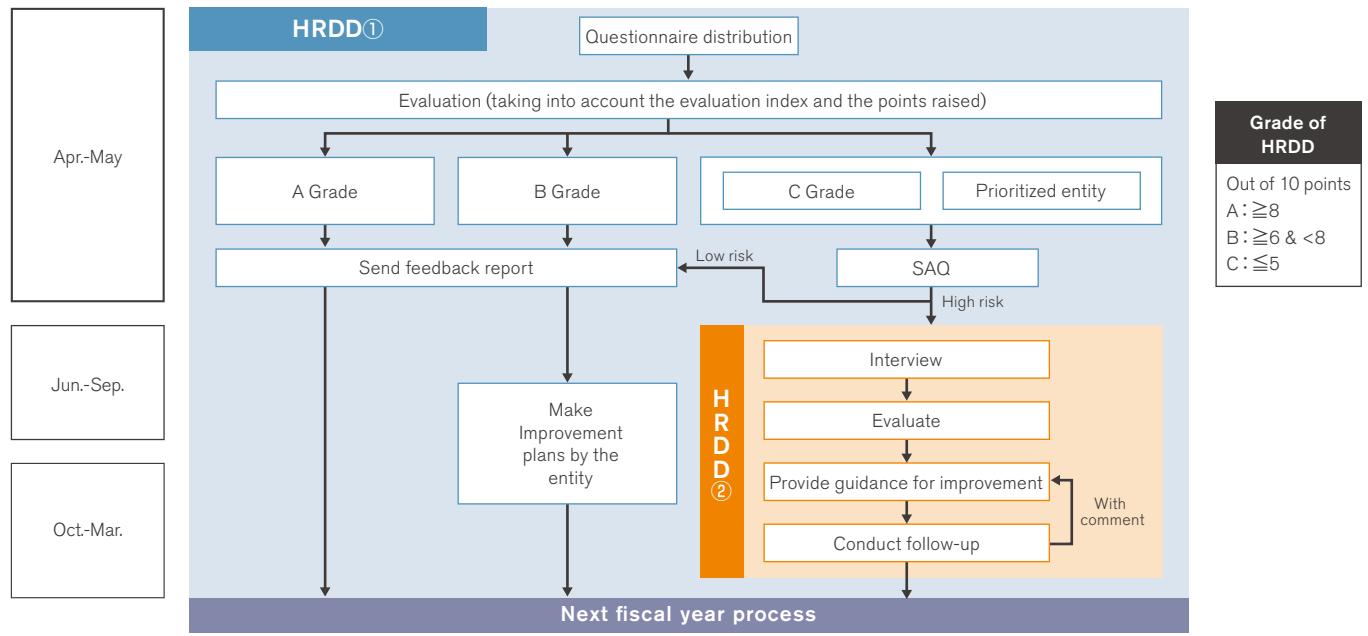 HRDD①
Questionnaire distribution
Evaluation (taking into account the evaluation index and the points raised)
Apr.-May
A Grade
B Grade
C Grade
Prioritized entity
Send feedback report
Low risk
SAQ
High risk
Grade of
HRDD
Out of 10 points
A：≧8
B：≧6 & <8
C：≦5
Jun.-Sep.
Make
Improvement
plans by the
entity
HRDD②
Interview
Evaluate
Provide guidance for improvement
With
comment
Conduct follow-up
Oct.-Mar.
Next fiscal year process